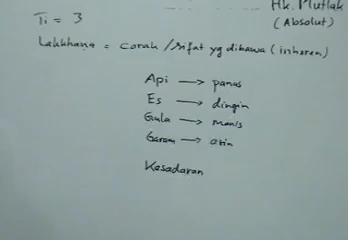 Hk. Mutlak
(Absolut)
Ti = 3
Lakkhana = corak / sifat yg dibawa (inheren)
Api → panas
Es → dingin
Gula → manis
Garam → asin
Kesadaran